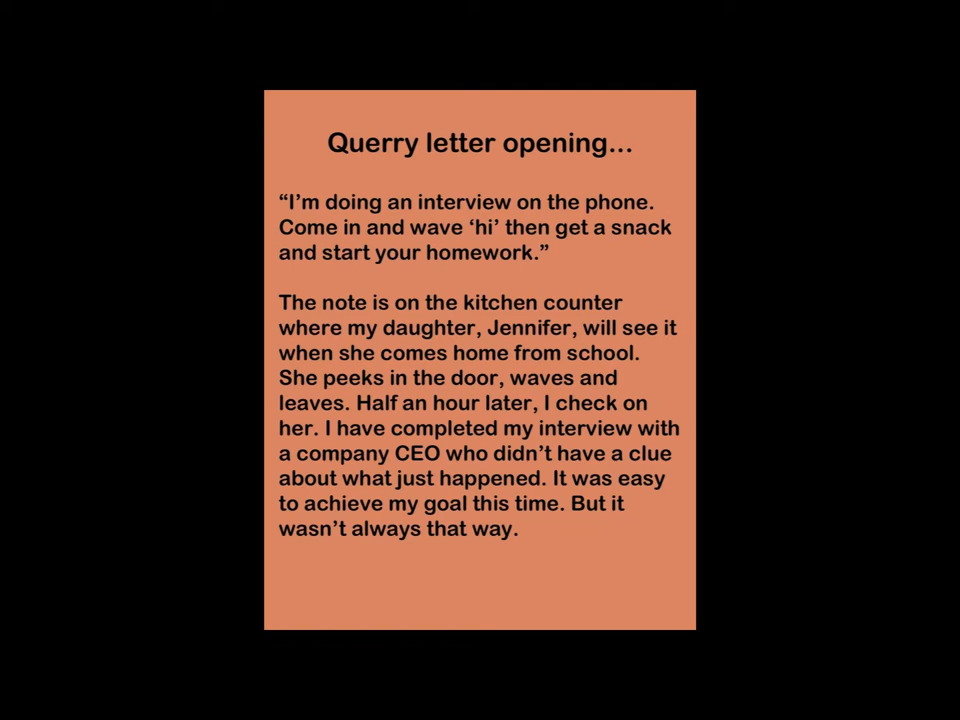 Querry letter opening...
“I’m doing an interview on the phone.
Come in and wave ‘hi’ then get a snack
and start your homework.”
The note is on the kitchen counter
where my daughter, Jennifer, will see it
when she comes home from school.
She peeks in the door, waves and
leaves. Half an hour later, I check on
her. I have completed my interview with
a company CEO who didn’t have a clue
about what just happened. It was easy
to achieve my goal this time. But it
wasn’t always that way.